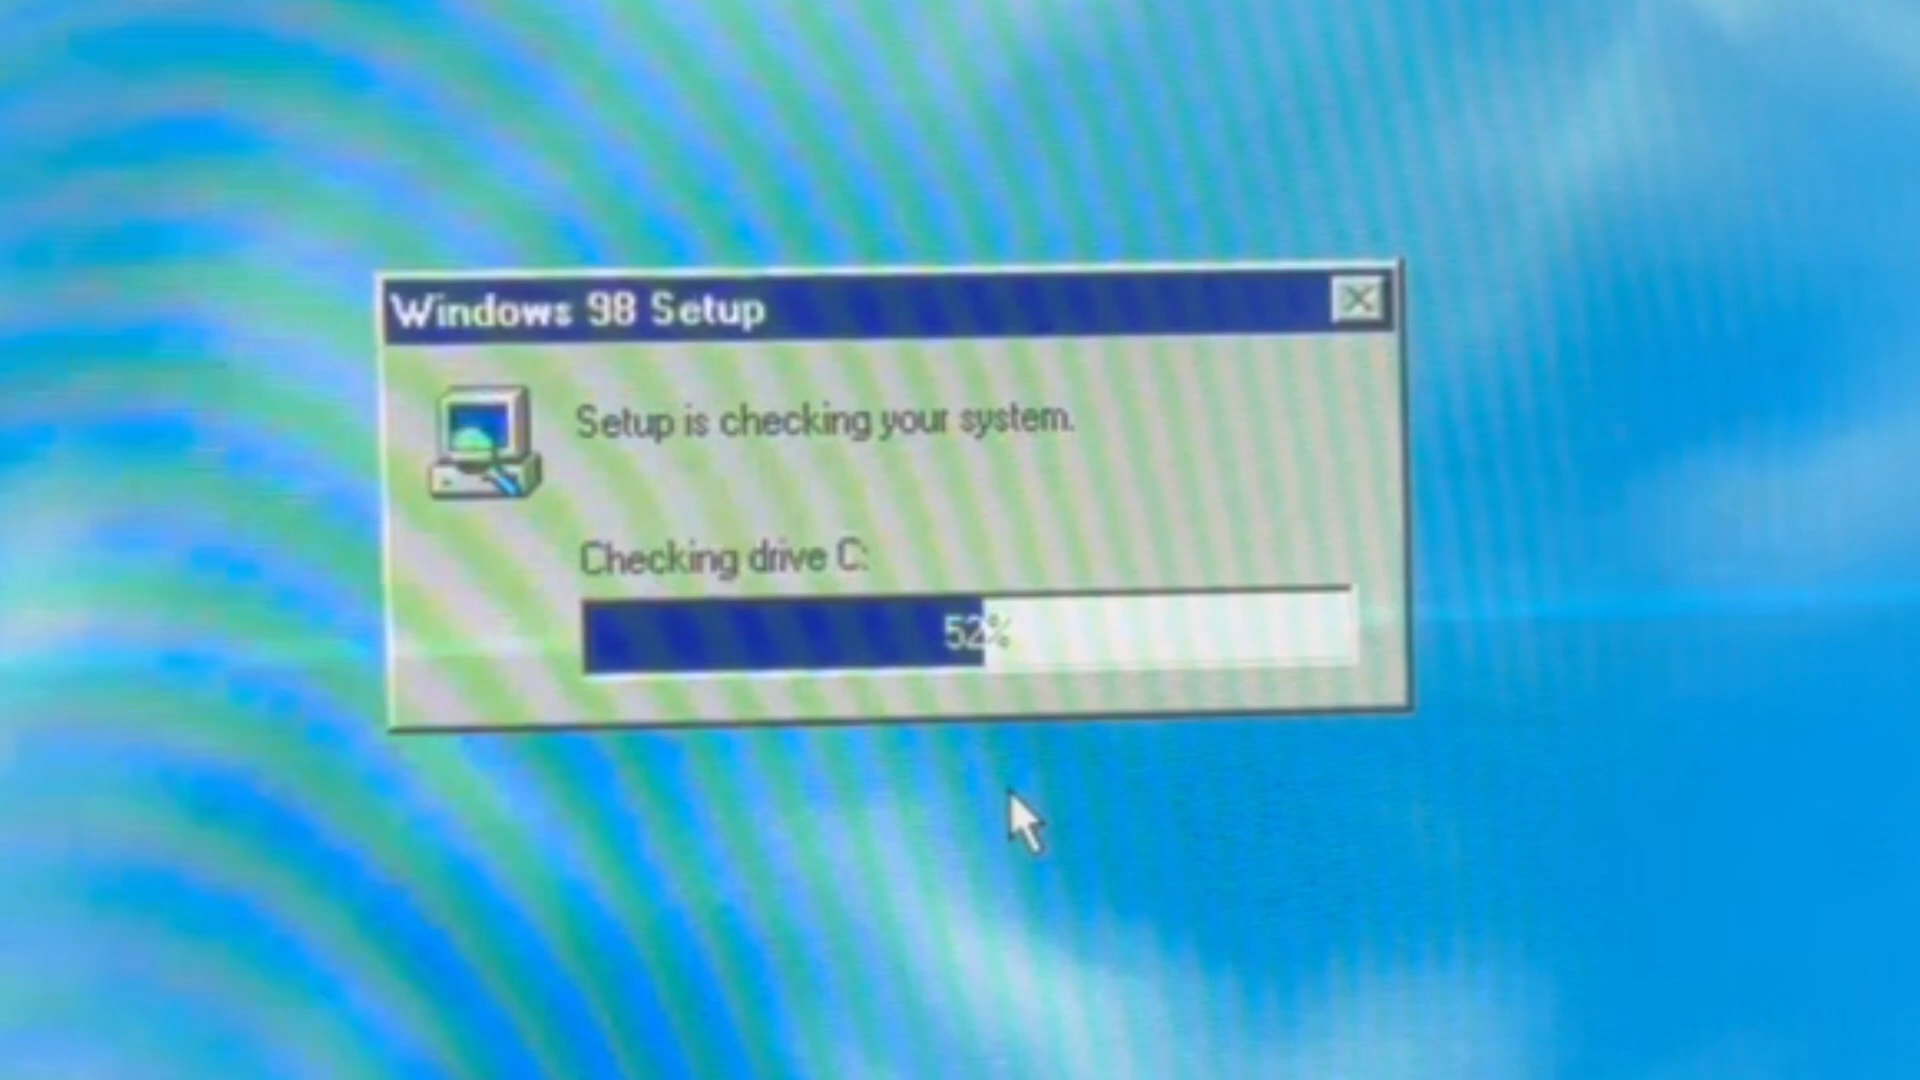 Windows 98 Setup
Setup is checking your system.
Checking drive C:
52%